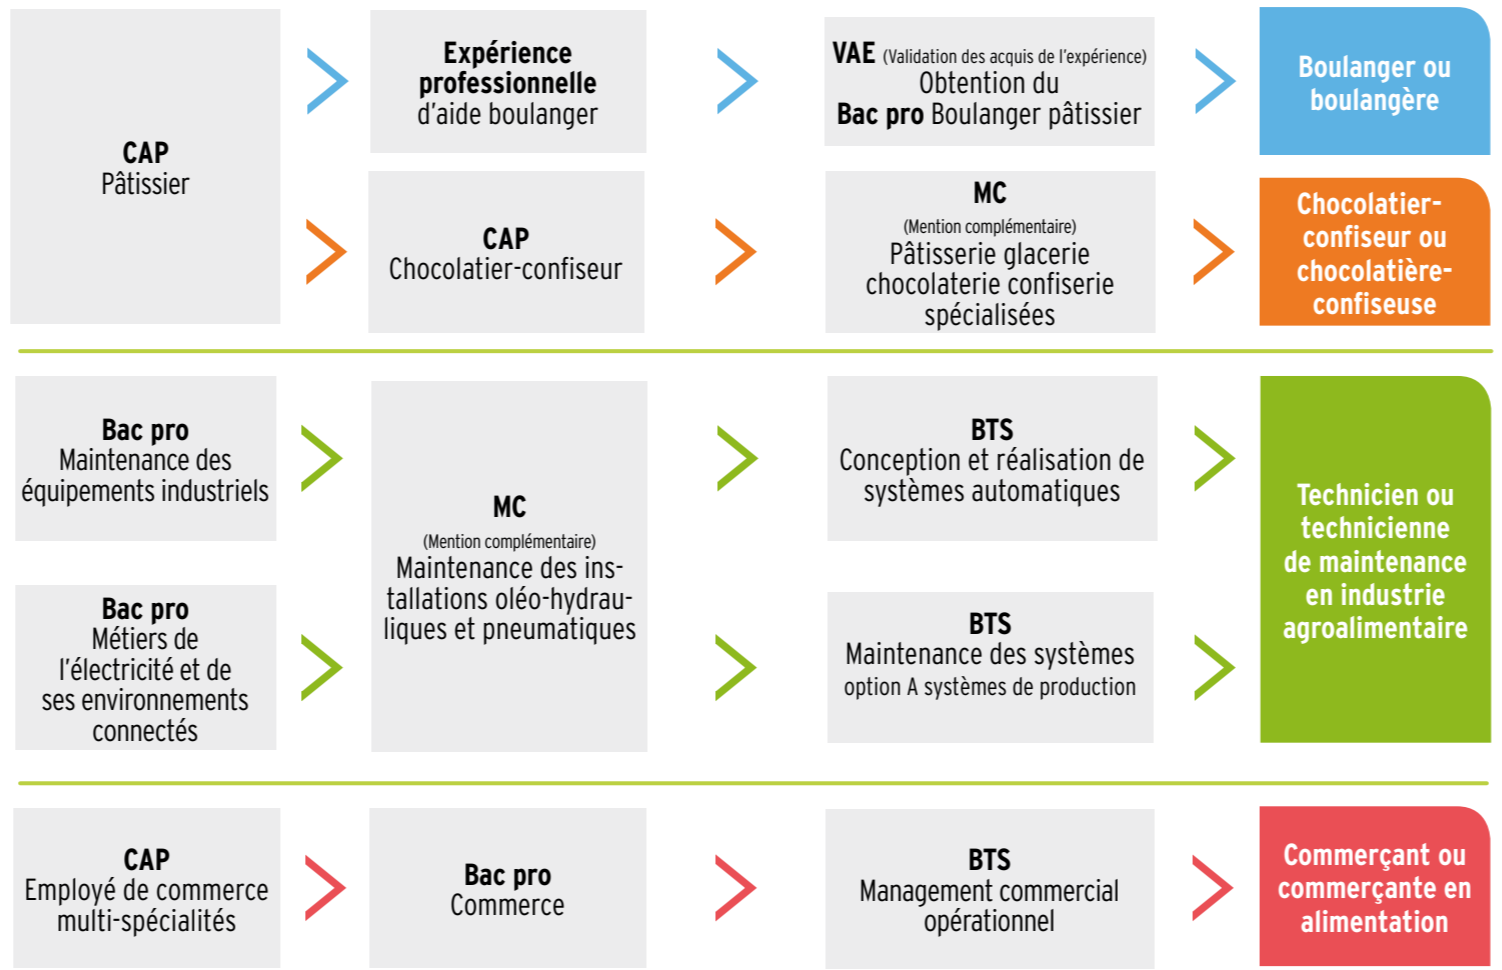 CAP
Pâtissier
Expérience
professionnelle
d'aide boulanger
VAE (Validation des acquis de l'expérience)
Obtention du
Bac pro Boulanger pâtissier
Boulanger ou
boulangère
CAP
Chocolatier-confiseur
MC
(Mention complémentaire)
Pâtisserie glacerie
chocolaterie confiserie
spécialisées
Chocolatier-
confiseur ou
chocolatière-
confiseuse
Bac pro
Maintenance des
équipements industriels
Bac pro
Métiers de
l'électricité et de
ses environnements
connectés
MC
(Mention complémentaire)
Maintenance des ins-
tallations oléo-hydrau-
liques et pneumatiques
BTS
Conception et réalisation de
systèmes automatiques
BTS
Maintenance des systèmes
option A systèmes de production
Technicien ou
technicienne
de maintenance
en industrie
agroalimentaire
CAP
Employé de commerce
multi-spécialités
Bac pro
Commerce
BTS
Management commercial
opérationnel
Commerçant ou
commerçante en
alimentation